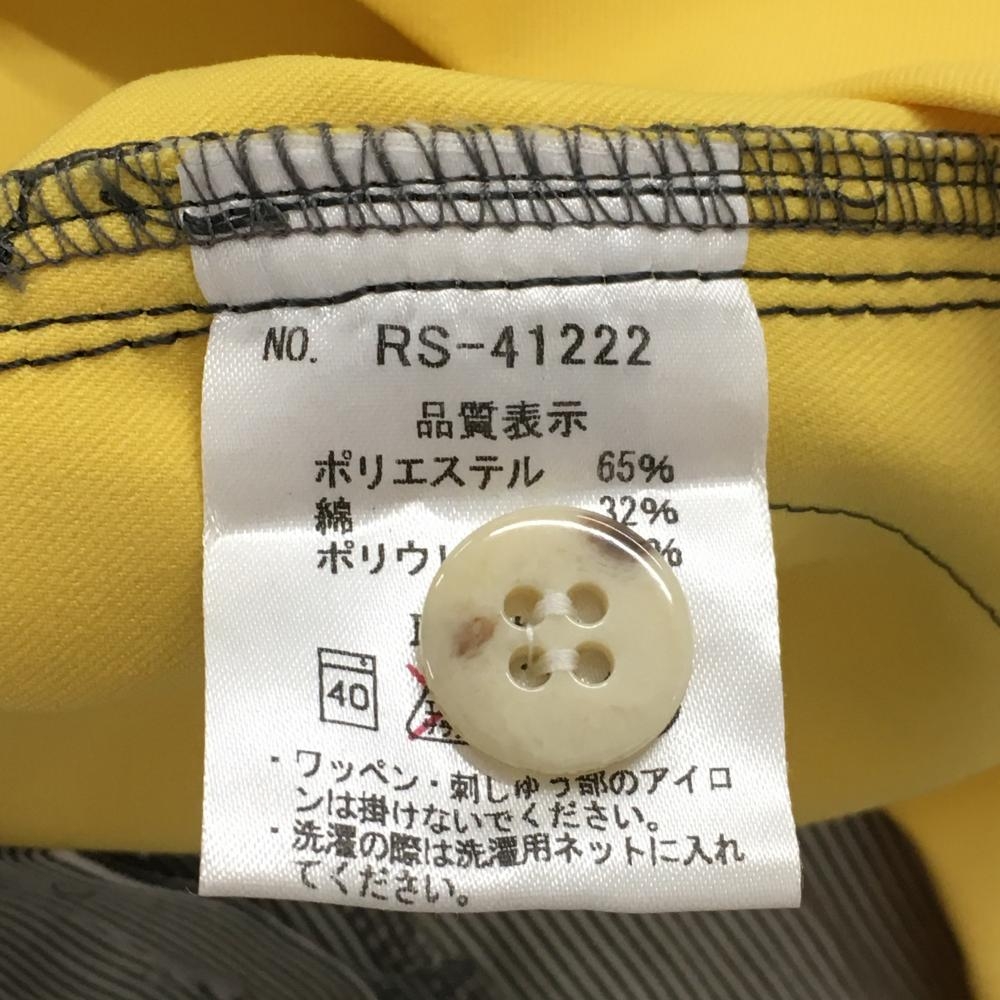 NO. RS-41222
品質表示
ポリエステル 65%
綿 32%
ポリウ %
40
・ワッペン・刺しゅう部のアイロ
ンは掛けないでください。
・洗濯の際は洗濯用ネットに入れ
てください。